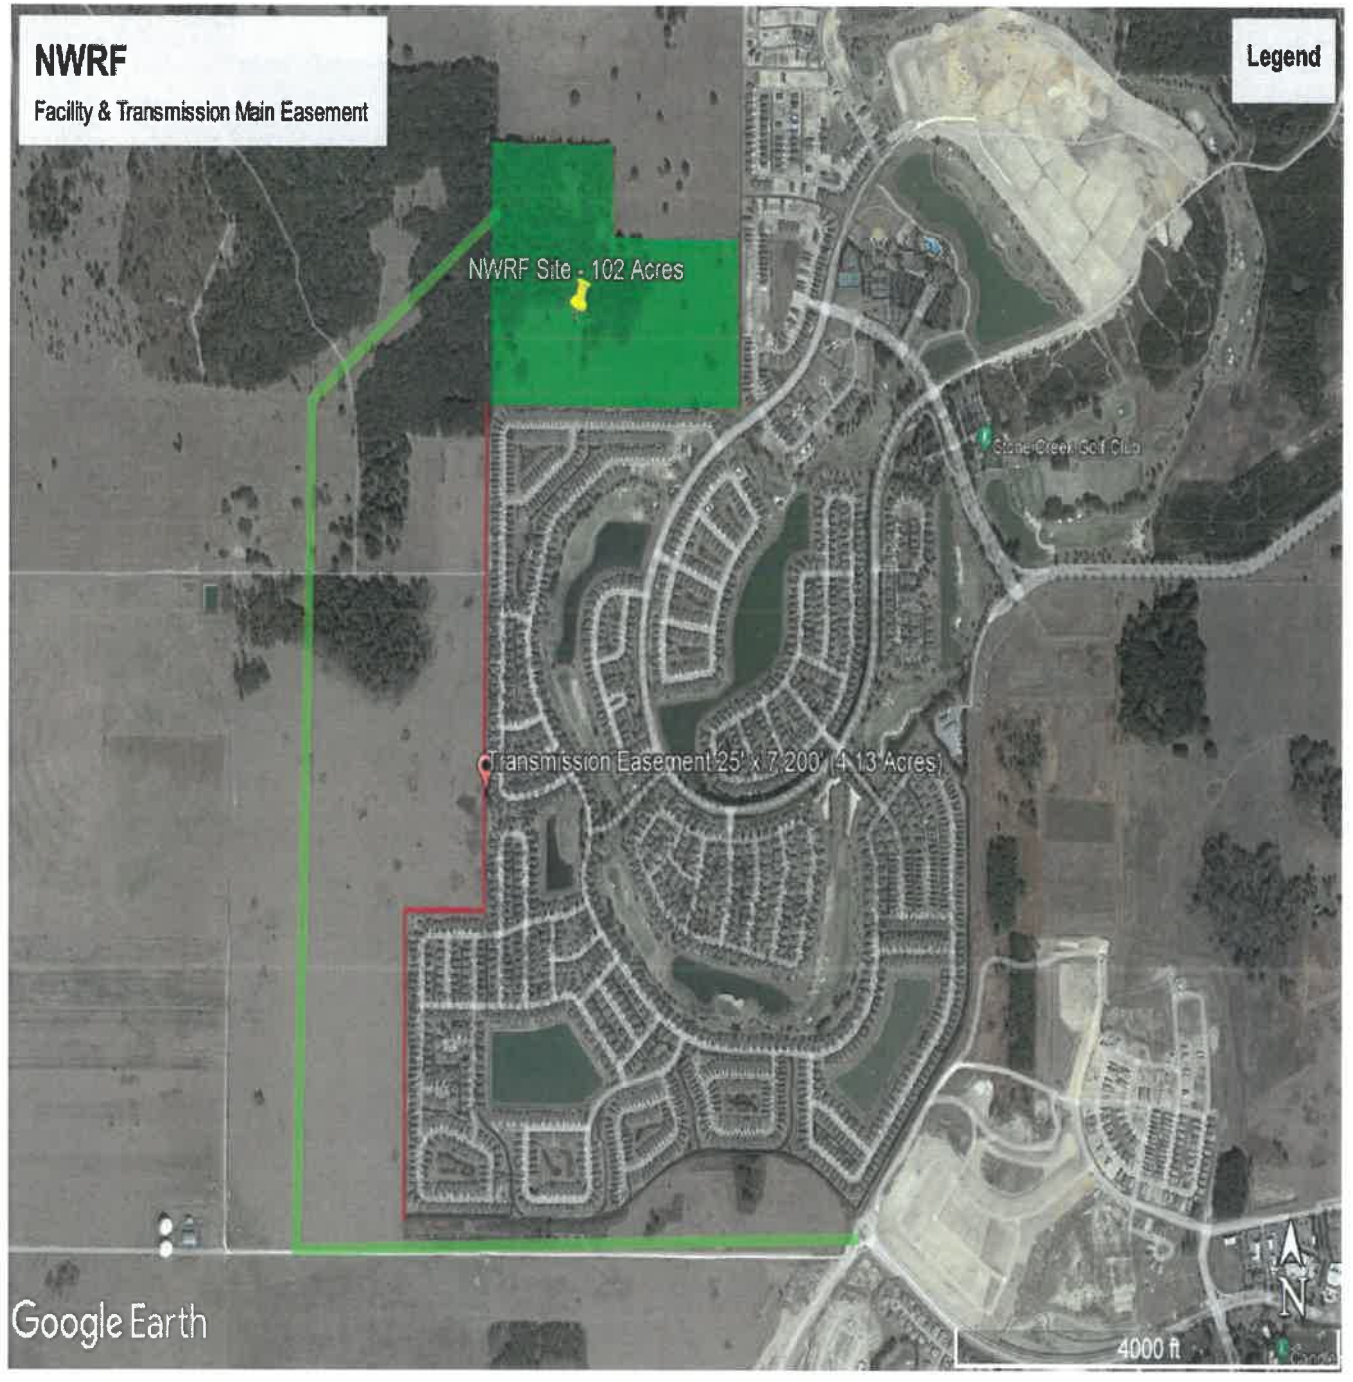 NWRF
Facility & Transmission Main Easement
Legend
NWRF Site - 102 Acres
Stone Creek Golf Club
Transmission Easement 25' x 7,200' (4.13 Acres)
N
Google Earth
4000 ft